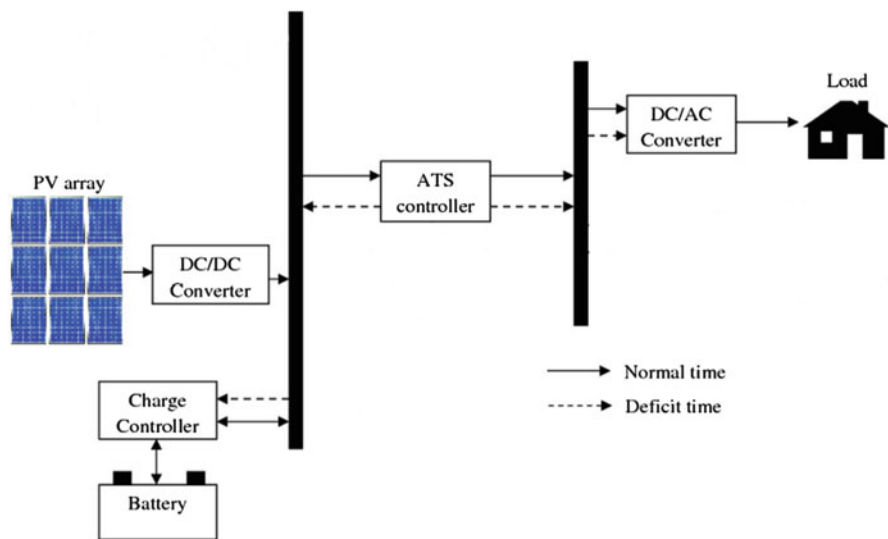 Load
DC/AC
Converter
ATS
controller
PV array
DC/DC
Converter
Normal time
Deficit time
Charge
Controller
Battery